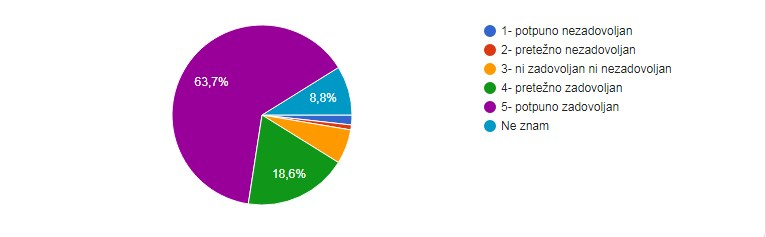 63,7%
8,8%
18,6%
1- potpuno nezadovoljan
2- pretežno nezadovoljan
3- ni zadovoljan ni nezadovoljan
4- pretežno zadovoljan
5- potpuno zadovoljan
Ne znam